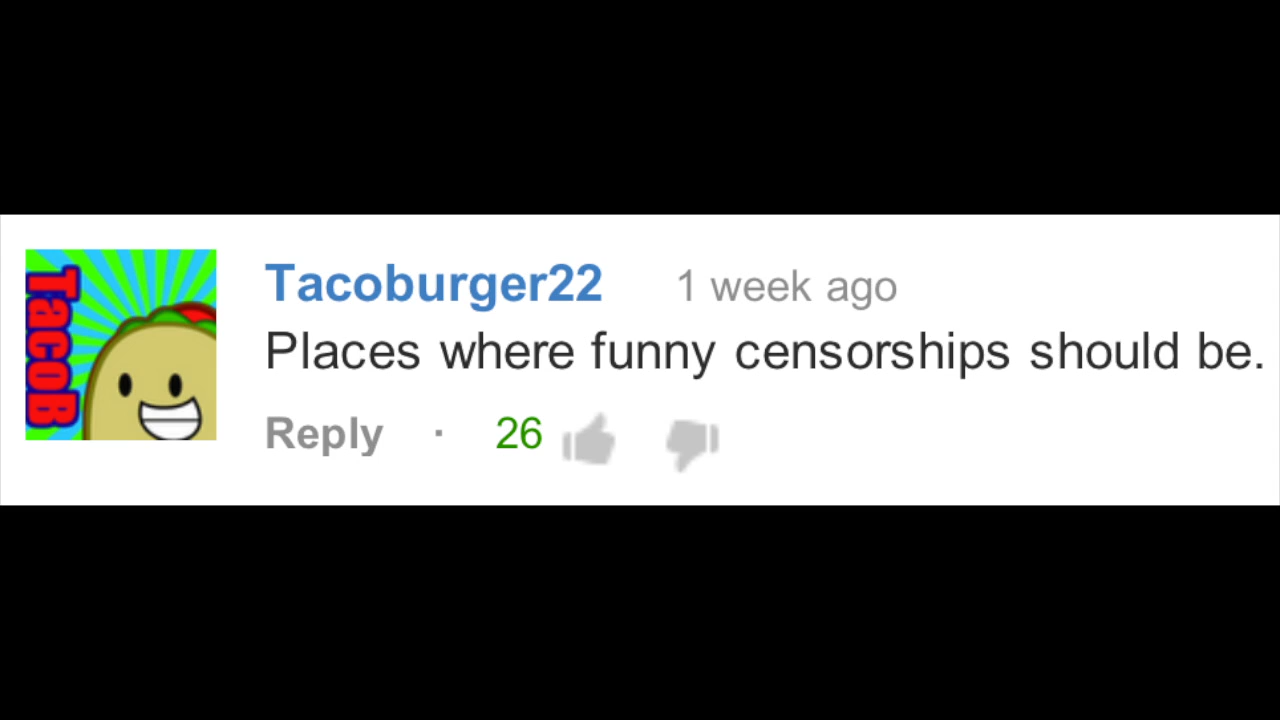 TacoB
Tacoburger22 1 week ago
Places where funny censorships should be.
Reply · 26